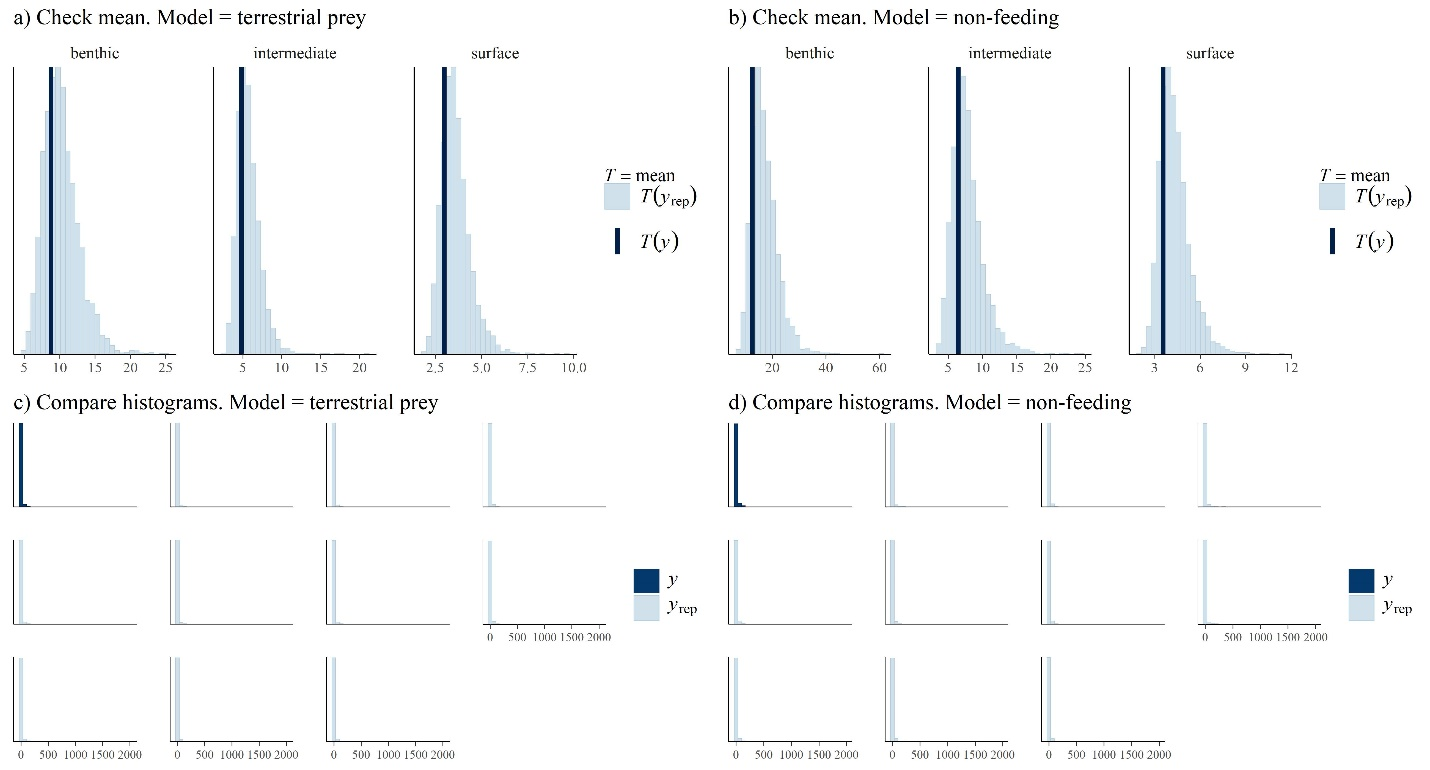 a) Check mean. Model = terrestrial prey
benthic intermediate surface
T = mean
T(yrep)
T(y)
5 10 15 20 25 5 10 15 20 2.5 5.0 7.5 10.0
b) Check mean. Model = non-feeding
benthic intermediate surface
T = mean
T(yrep)
T(y)
20 40 60 5 10 15 20 25 3 6 9 12
c) Compare histograms. Model = terrestrial prey
y
yrep
0 500 1000 1500 2000
0 500 1000 1500 2000 0 500 1000 1500 2000 0 500 1000 1500 2000
d) Compare histograms. Model = non-feeding
y
yrep
0 500 1000 1500 2000
0 500 1000 1500 2000 0 500 1000 1500 2000 0 500 1000 1500 2000